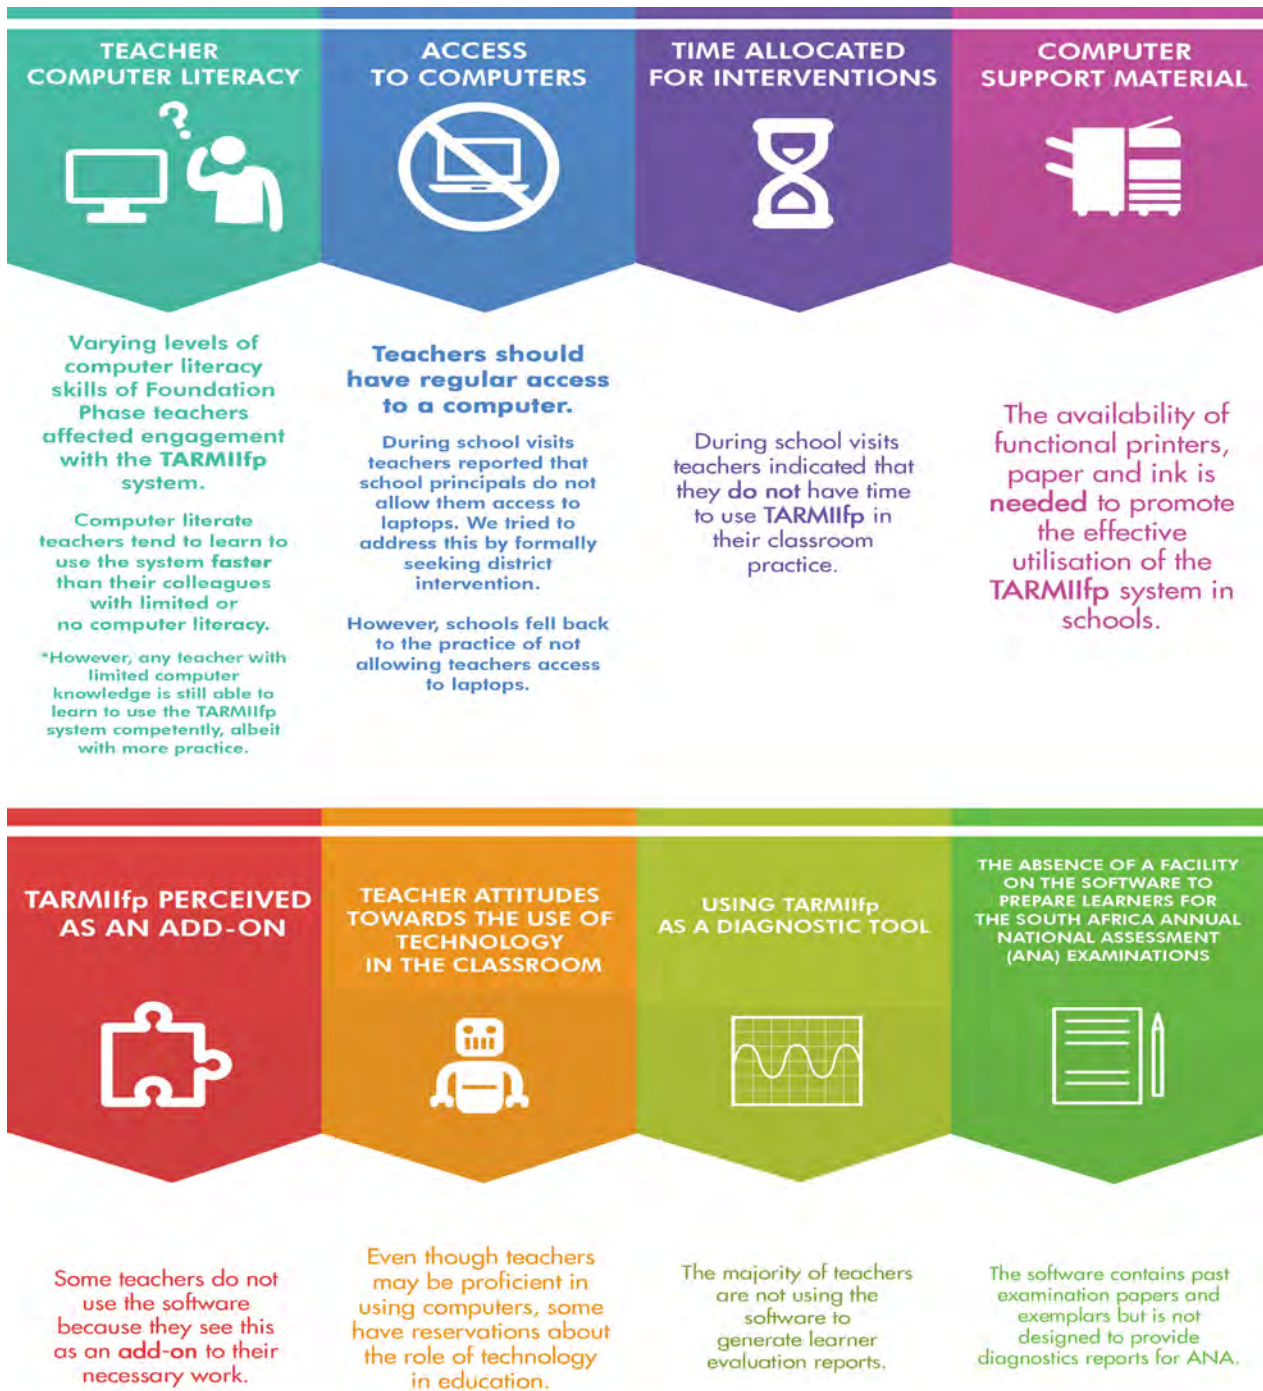 TEACHER
COMPUTER LITERACY
?
Varying levels of
computer literacy
skills of Foundation
Phase teachers
affected engagement
with the TARMIIfp
system.
Computer literate
teachers tend to learn to
use the system faster
than their colleagues
with limited or
no computer literacy.
*However, any teacher with
limited computer
knowledge is still able to
learn to use the TARMIIfp
system competently, albeit
with more practice.
ACCESS
TO COMPUTERS
Teachers should
have regular access
to a computer.
During school visits
teachers reported that
school principals do not
allow them access to
laptops. We tried to
address this by formally
seeking district
intervention.
However, schools fell back
to the practice of not
allowing teachers access
to laptops.
TIME ALLOCATED
FOR INTERVENTIONS
During school visits
teachers indicated that
they do not have time
to use TARMIIfp in
their classroom
practice.
COMPUTER
SUPPORT MATERIAL
The availability of
functional printers,
paper and ink is
needed to promote
the effective
utilisation of the
TARMIIfp system in
schools.
TARMIIfp PERCEIVED
AS AN ADD-ON
Some teachers do not
use the software
because they see this
as an add-on to their
necessary work.
TEACHER ATTITUDES
TOWARDS THE USE OF
TECHNOLOGY
IN THE CLASSROOM
Even though teachers
may be proficient in
using computers, some
have reservations about
the role of technology
in education.
USING TARMIIfp
AS A DIAGNOSTIC TOOL
The majority of teachers
are not using the
software to
generate learner
evaluation reports.
THE ABSENCE OF A FACILITY
ON THE SOFTWARE TO
PREPARE LEARNERS FOR
THE SOUTH AFRICA ANNUAL
NATIONAL ASSESSMENT
(ANA) EXAMINATIONS
The software contains past
examination papers and
exemplars but is not
designed to provide
diagnostics reports for ANA.